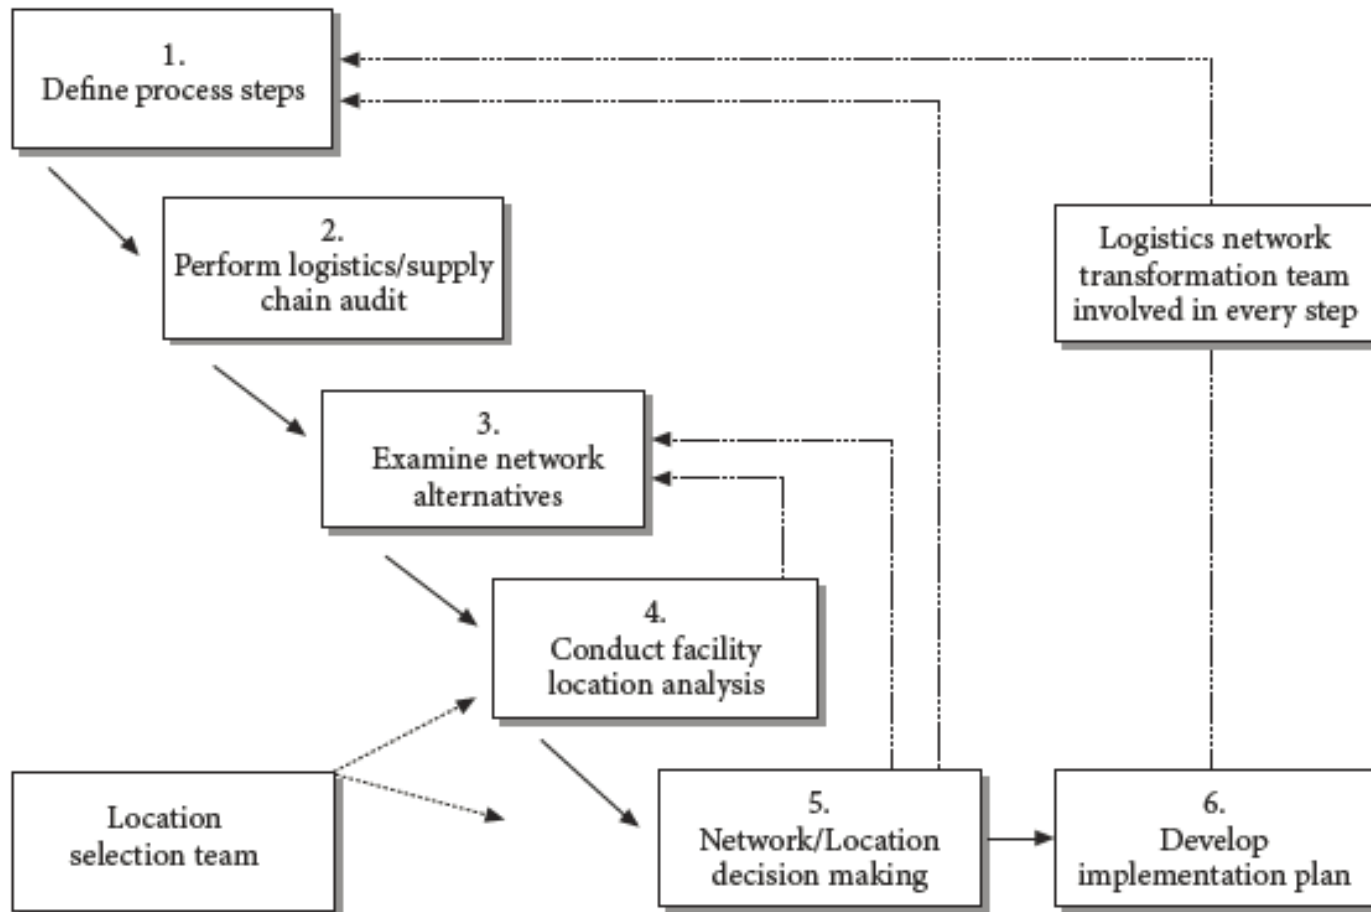 1.
Define process steps
2.
Perform logistics/supply
chain audit
Logistics network
transformation team
involved in every step
3.
Examine network
alternatives
4.
Conduct facility
location analysis
Location
selection team
5.
Network/Location
decision making
6.
Develop
implementation plan